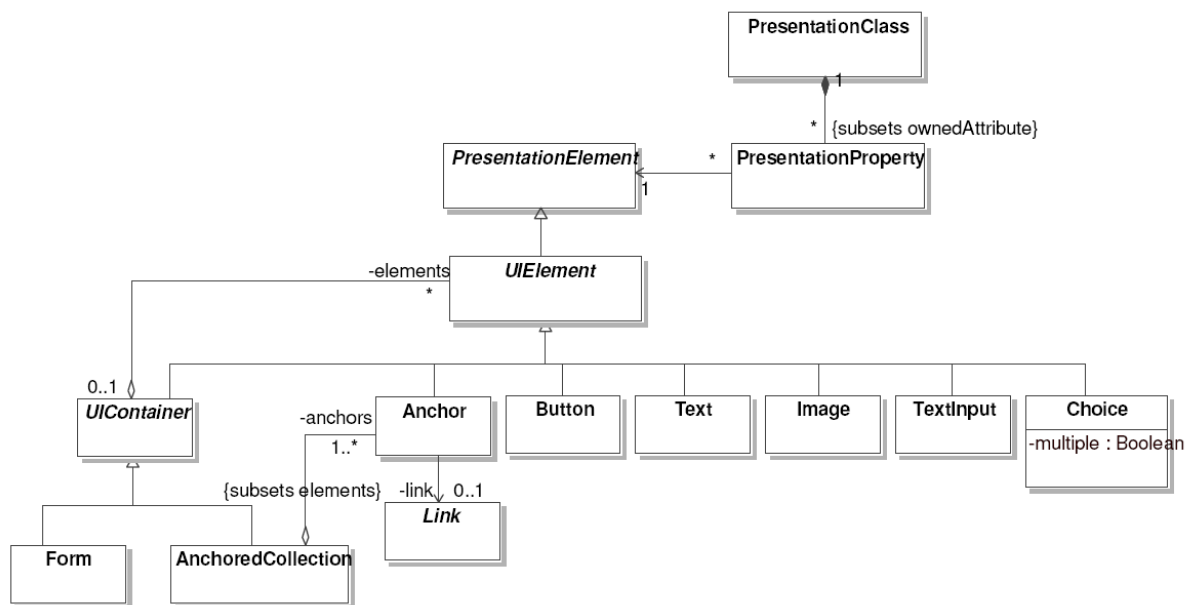 PresentationClass
1
* {subsets ownedAttribute}
PresentationElement
*
1
PresentationProperty
-elements
*
UIElement
0..1
UIContainer
-anchors
1..*
Anchor
Button
Text
Image
TextInput
Choice
-multiple : Boolean
{subsets elements}
-link 0..1
Link
Form
AnchoredCollection